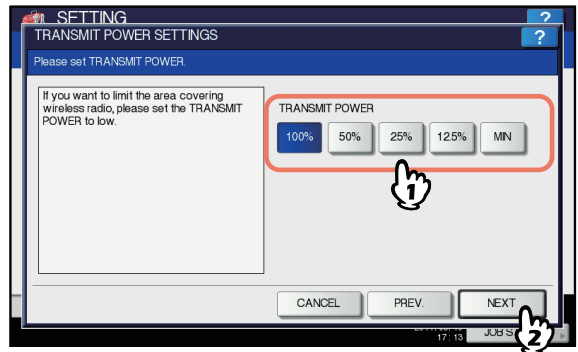 SETTING
?
TRANSMIT POWER SETTINGS
?
Please set TRANSMIT POWER.
If you want to limit the area covering
wireless radio, please set the TRANSMIT
POWER to low.
TRANSMIT POWER
100% 50% 25% 12.5% MIN
1
CANCEL PREV. NEXT
17:13 JOB S
2